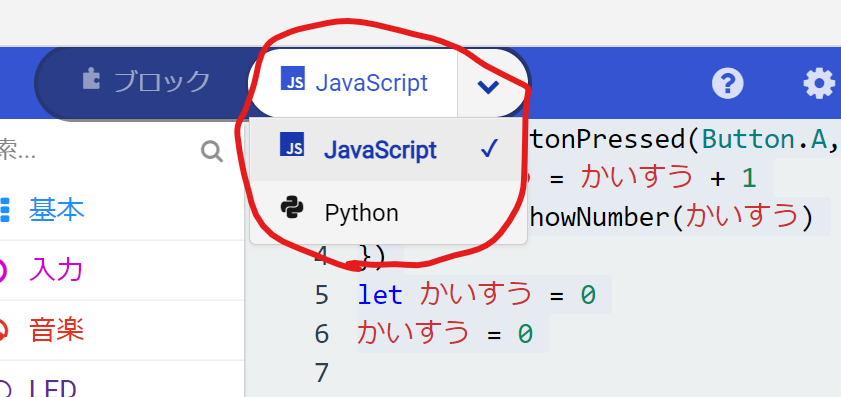 ブロック
JS JavaScript
索...
JS JavaScript ✓
Python
tonPressed(Button.A,
= かいすう + 1
howNumber(かいすう)
4 })
5 let かいすう = 0
6 かいすう = 0
7
基本
入力
音楽
LED